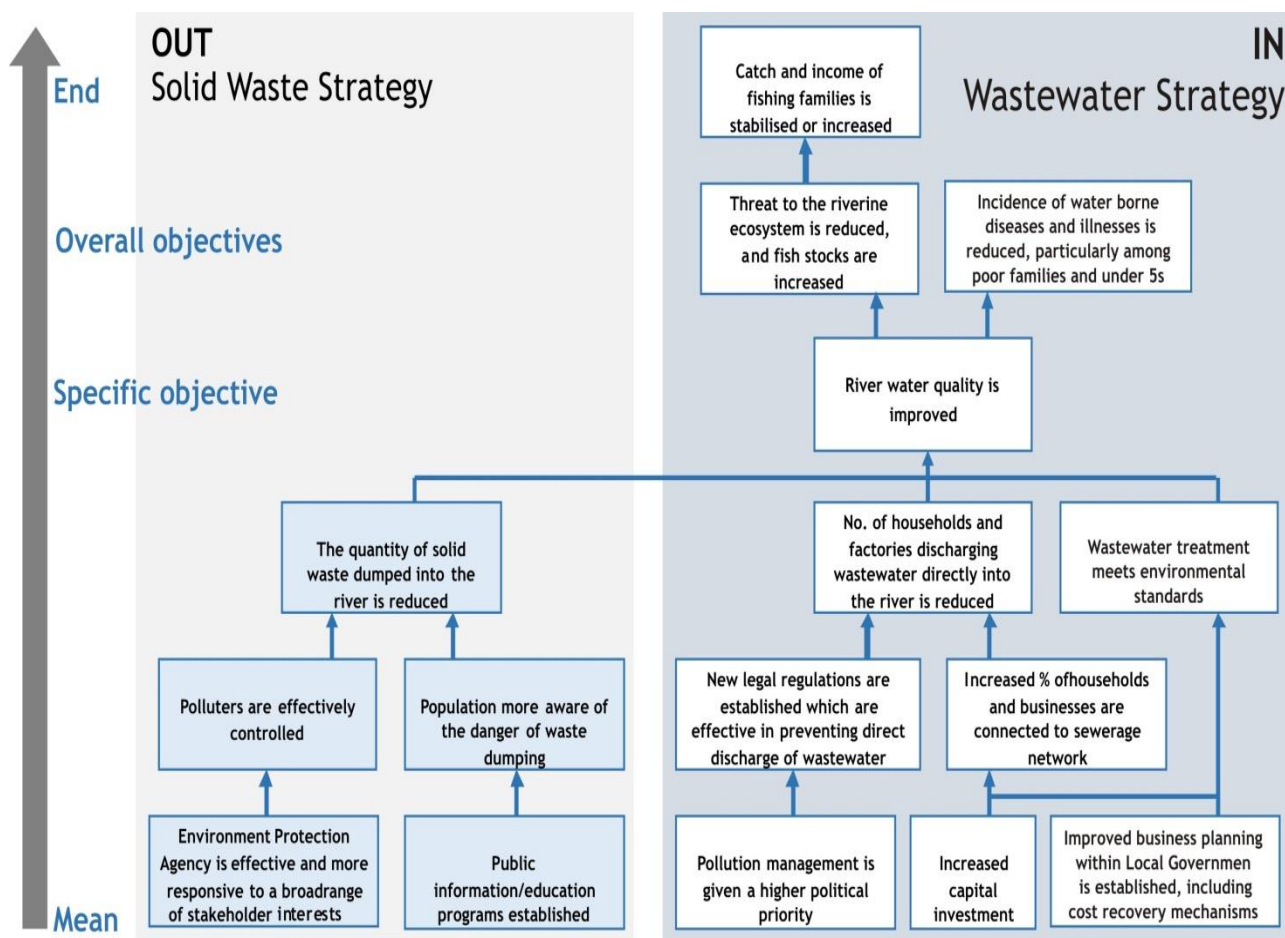 OUT
Solid Waste Strategy
IN
Wastewater Strategy
End
Catch and income of
fishing families is
stabilised or increased
Overall objectives
Threat to the riverine
ecosystem is reduced,
and fish stocks are
increased
Incidence of water borne
diseases and illnesses is
reduced, particularly among
poor families and under 5s
Specific objective
River water quality is
improved
The quantity of solid
waste dumped into the
river is reduced
No. of households and
factories discharging
wastewater directly into
the river is reduced
Wastewater treatment
meets environmental
standards
Polluters are effectively
controlled
Population more aware of
the danger of waste
dumping
New legal regulations are
established which are
effective in preventing direct
discharge of wastewater
Increased % ofhouseholds
and businesses are
connected to sewerage
network
Environment Protection
Agency is effective and more
responsive to a broadrange
of stakeholder interests
Public
information/education
programs established
Pollution management is
given a higher political
priority
Increased
capital
investment
Improved business planning
within Local Governmen
is established, including
cost recovery mechanisms
Mean